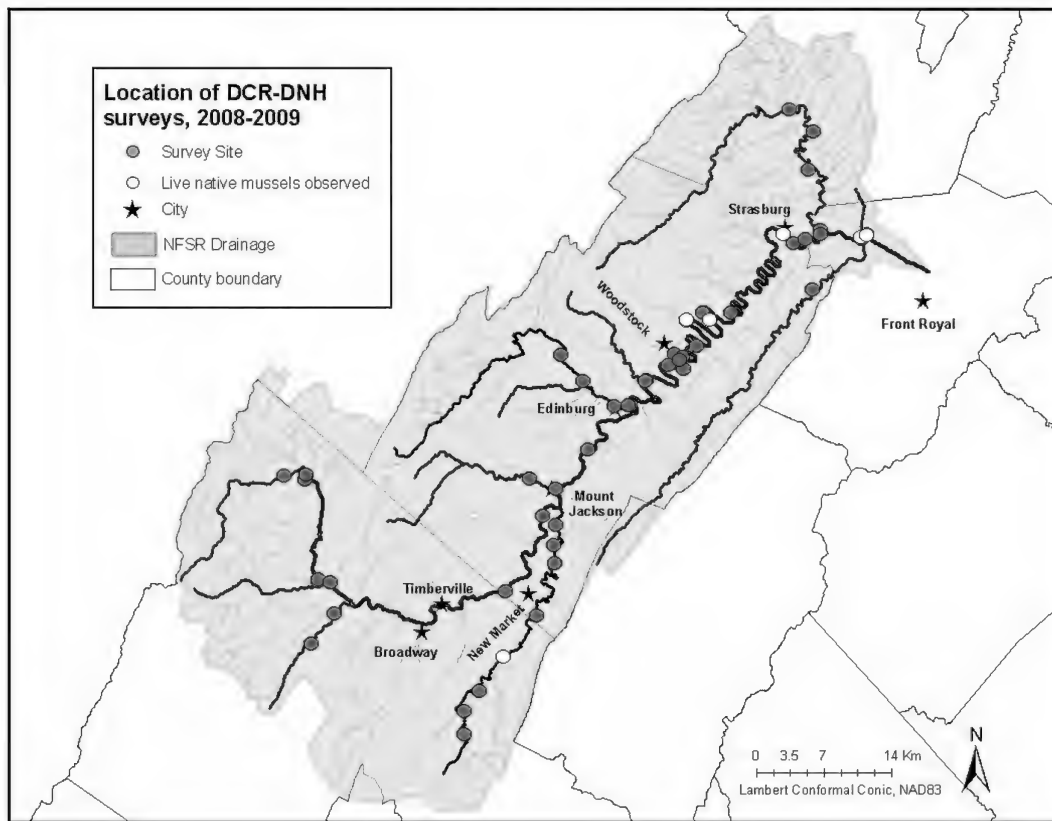 Location of DCR-DNH
surveys, 2008-2009
Survey Site
Live native mussels observed
City
NFSR Drainage
County boundary
Strasburg
Front Royal
Woodstock
Edinburg
Mount
Jackson
Timberville
New Market
Broadway
N
0 3.5 7 14 Km
Lambert Conformal Conic, NAD83